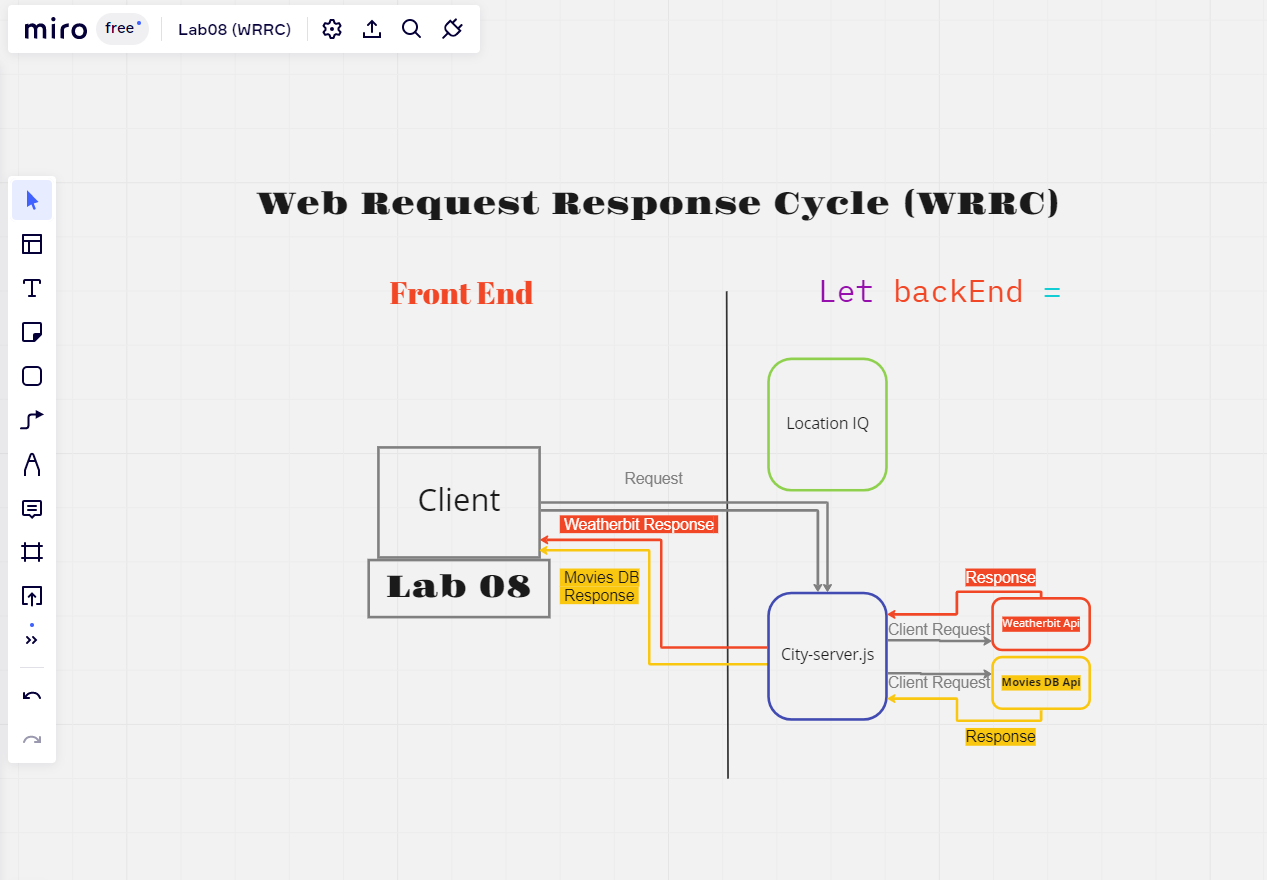 miro free Lab08 (WRRC)
Web Request Response Cycle (WRRC)
Front End
Let backEnd =
Location IQ
Client
Request
Weatherbit Response
Lab 08
Movies DB
Response
City-server.js
Response
Weatherbit Api
Client Request
Client Request
Movies DB Api
Response